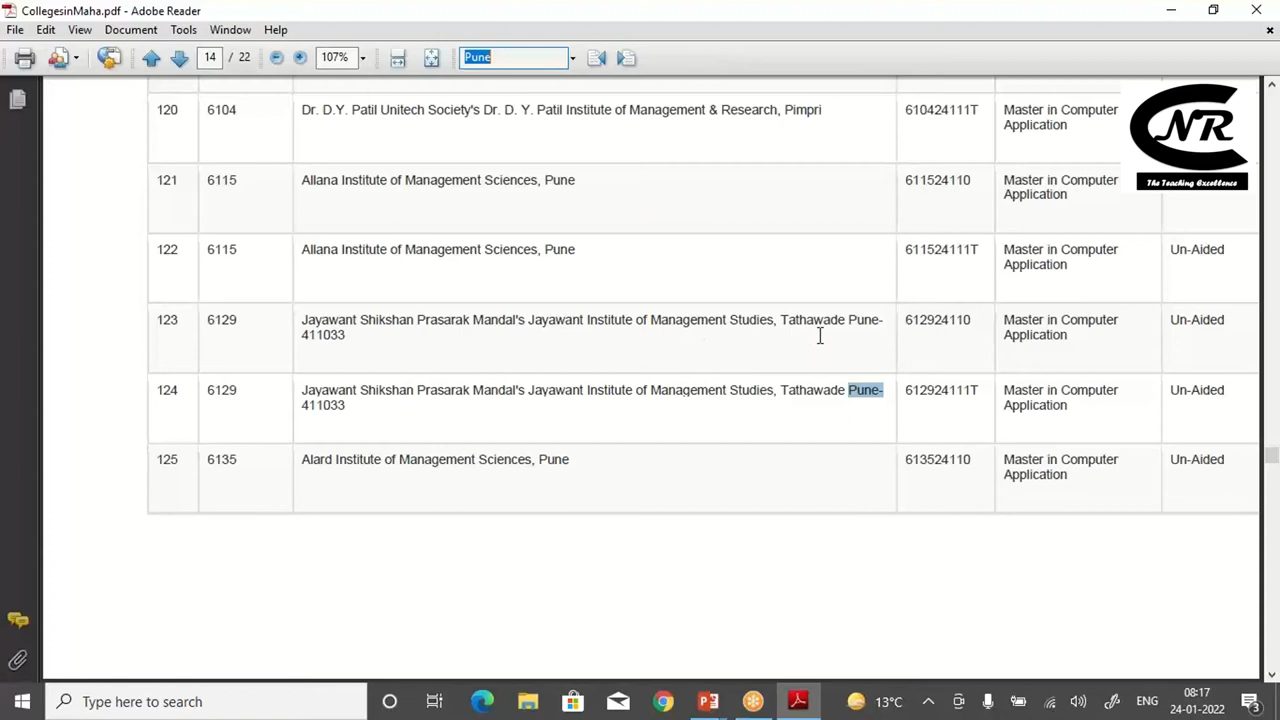 CollegesinMaha.pdf - Adobe Reader
File Edit View Document Tools Window Help
14 / 22 107% Pune
120 6104 Dr. D.Y. Patil Unitech Society's Dr. D. Y. Patil Institute of Management & Research, Pimpri 610424111T Master in Computer
Application
CNR
The Teaching Excellence
121 6115 Allana Institute of Management Sciences, Pune 611524110 Master in Computer
Application
122 6115 Allana Institute of Management Sciences, Pune 611524111T Master in Computer Un-Aided
Application
123 6129 Jayawant Shikshan Prasarak Mandal's Jayawant Institute of Management Studies, Tathawade Pune- 612924110 Master in Computer Un-Aided
411033 Application
124 6129 Jayawant Shikshan Prasarak Mandal's Jayawant Institute of Management Studies, Tathawade Pune- 612924111T Master in Computer Un-Aided
411033 Application
125 6135 Alard Institute of Management Sciences, Pune 613524110 Master in Computer Un-Aided
Application
Type here to search 13°C ENG 08:17
24-01-2022 3